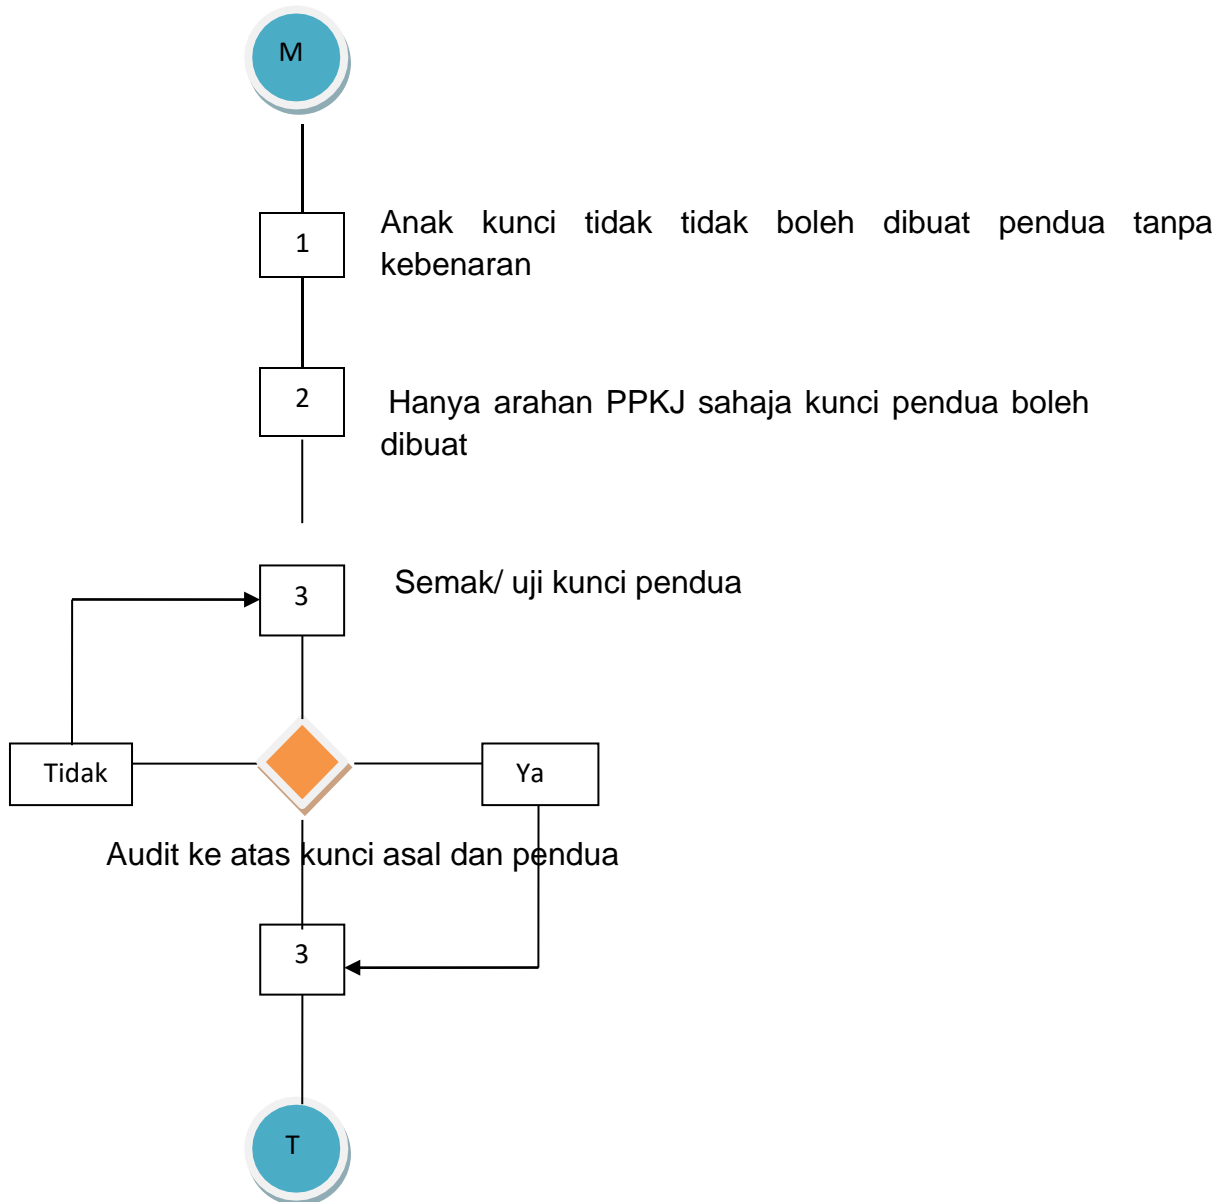 M
1
Anak kunci tidak tidak boleh dibuat pendua tanpa
kebenaran
2
Hanya arahan PPKJ sahaja kunci pendua boleh
dibuat
3
Semak/ uji kunci pendua
Tidak
Ya
Audit ke atas kunci asal dan pendua
3
T